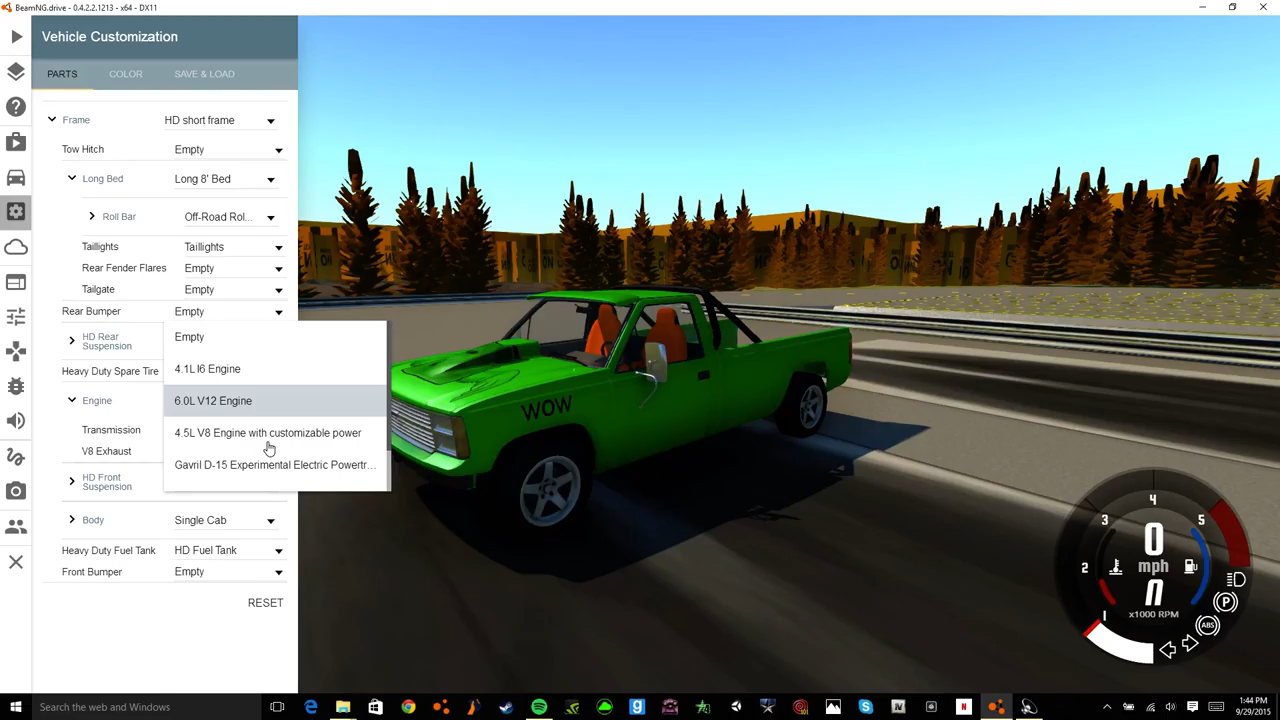 BeamNG.drive - 0.4.2.2.1213 - x64 - DX11
Vehicle Customization
PARTS COLOR SAVE & LOAD
Frame HD short frame
Tow Hitch Empty
Long Bed Long 8' Bed
Roll Bar Off-Road Rol...
Taillights Taillights
Rear Fender Flares Empty
Tailgate Empty
Rear Bumper Empty
HD Rear
Suspension
Heavy Duty Spare Tire
Engine
Transmission
V8 Exhaust
HD Front
Suspension
Empty
4.1L I6 Engine
6.0L V12 Engine
4.5L V8 Engine with customizable power
Gavril D-15 Experimental Electric Powertr...
Body Single Cab
Heavy Duty Fuel Tank HD Fuel Tank
Front Bumper Empty
RESET
WOW
1 2 3 4 5
0
mph
n
x1000 RPM
P
ABS
Search the web and Windows
1:44 PM
9/29/2015